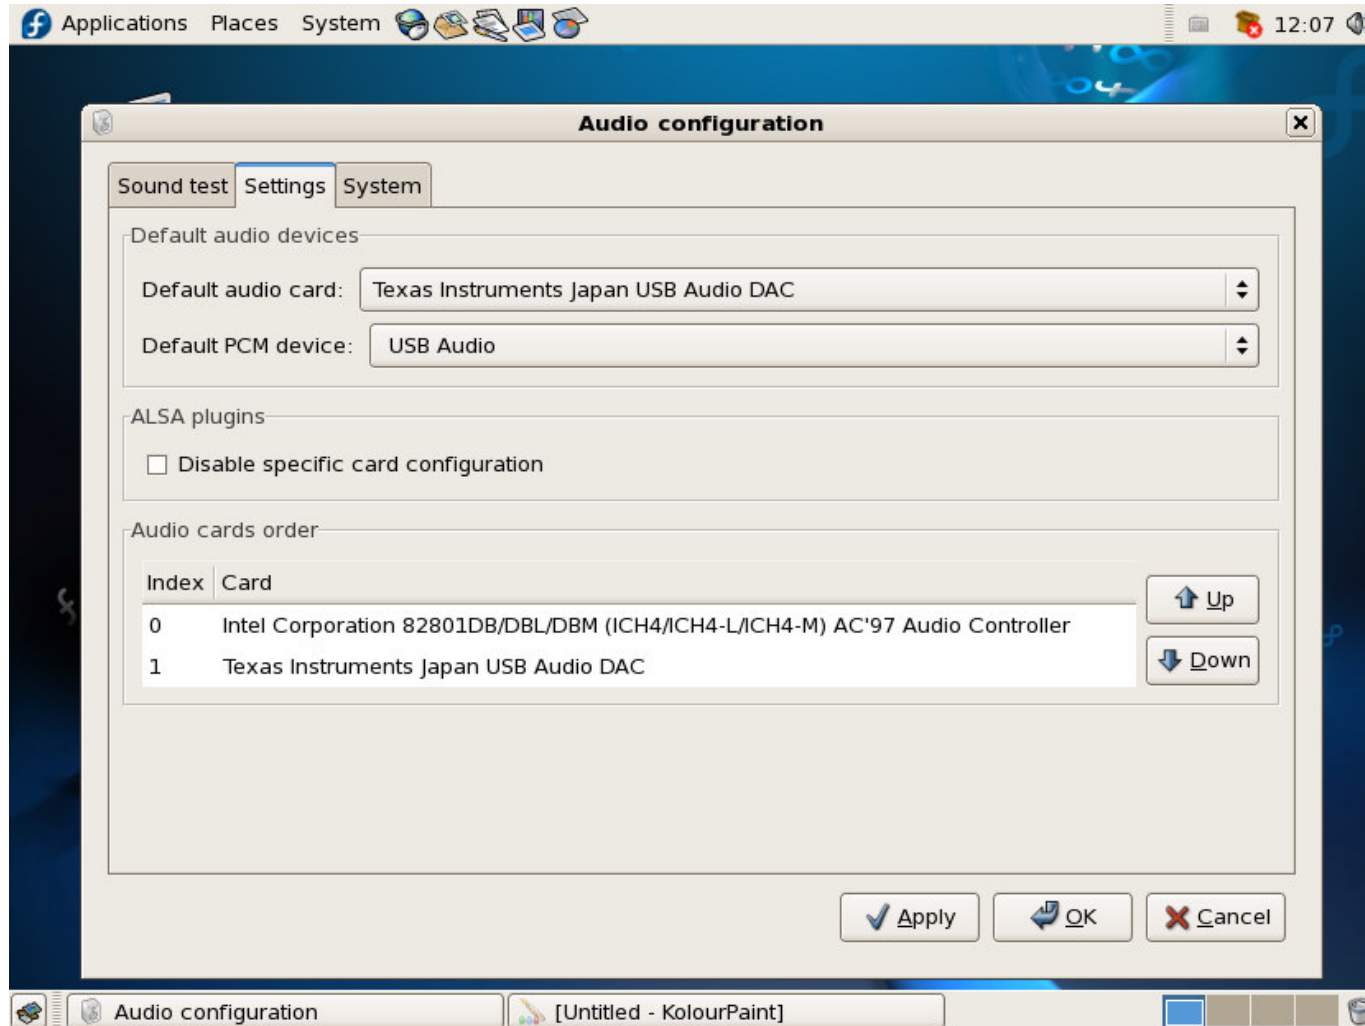 Applications Places System 12:07
Audio configuration
Sound test Settings System
Default audio devices
Default audio card: Texas Instruments Japan USB Audio DAC
Default PCM device: USB Audio
ALSA plugins
Disable specific card configuration
Audio cards order
Index Card
0 Intel Corporation 82801DB/DBL/DBM (ICH4/ICH4-L/ICH4-M) AC'97 Audio Controller
1 Texas Instruments Japan USB Audio DAC
Up
Down
Apply OK Cancel
Audio configuration [Untitled - KolourPaint]